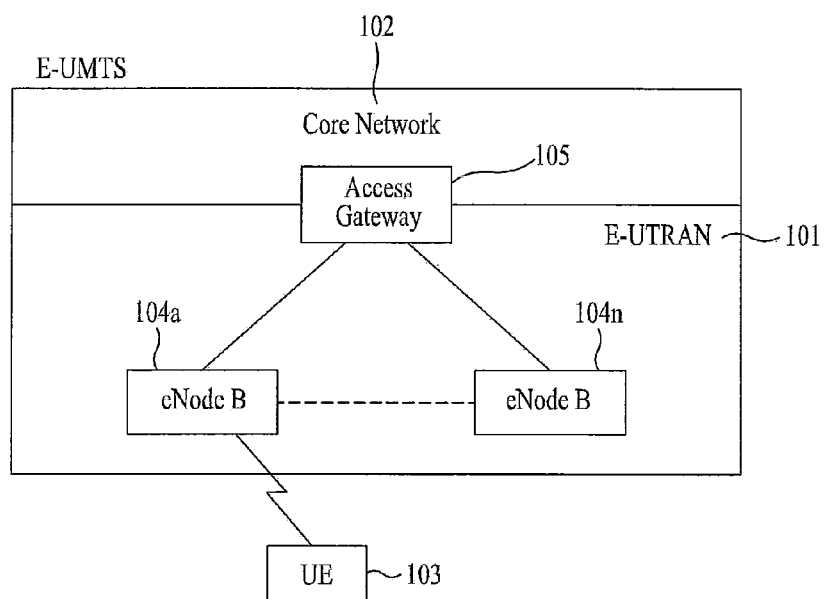 102
E-UMTS
Core Network
105
Access
Gateway
E-UTRAN
101
104a
104n
eNode B
eNode B
UE
103